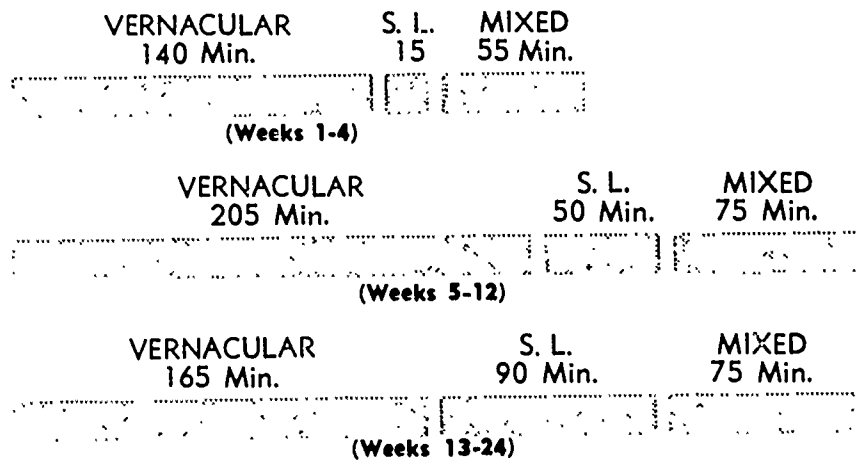 VERNACULAR S. L. MIXED
140 Min. 15 55 Min.
(Weeks 1-4)
VERNACULAR S. L. MIXED
205 Min. 50 Min. 75 Min.
(Weeks 5-12)
VERNACULAR S. L. MIXED
165 Min. 90 Min. 75 Min.
(Weeks 13-24)